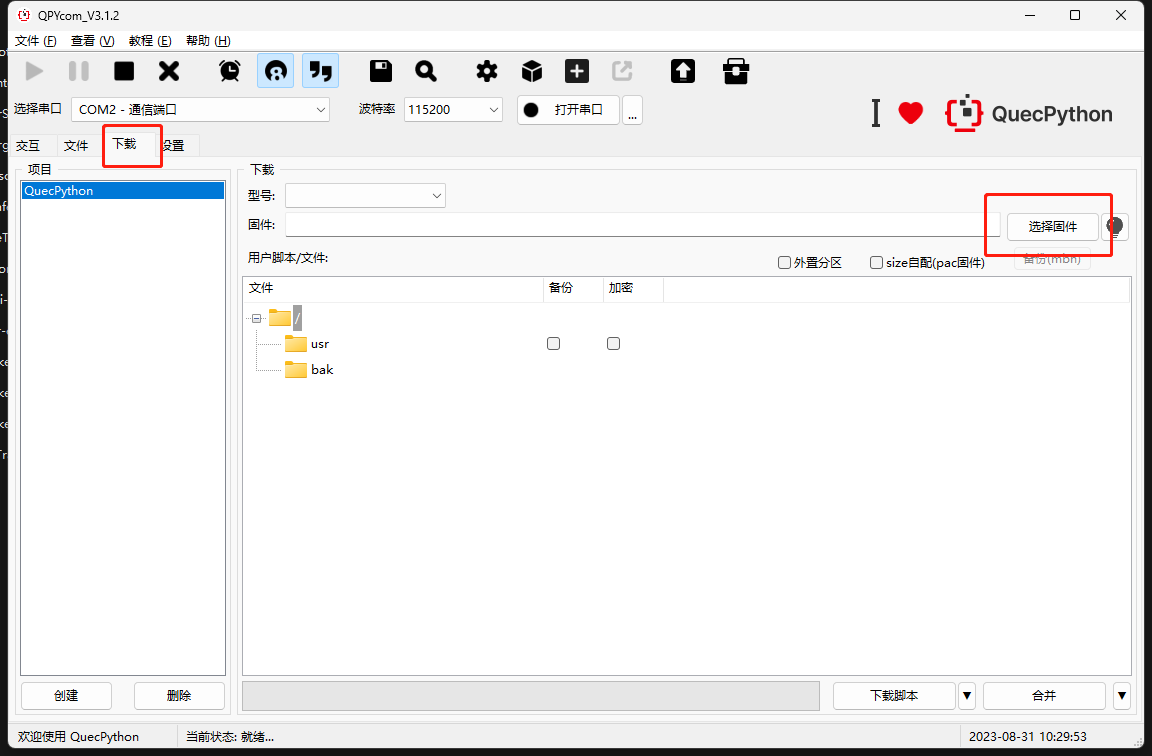 QPYcom_V3.1.2
文件 (F) 查看 (V) 教程 (E) 帮助 (H)
选择串口 COM2 - 通信端口 波特率 115200 打开串口 ... I QuecPython
交互 文件 下载 设置
项目 下载
QuecPython 型号:
固件: 选择固件
用户脚本/文件: 外置分区 size自配(pac固件) 备份(mbn)
文件 备份 加密
/
usr
bak
创建 删除 下载脚本 合并
欢迎使用 QuecPython 当前状态: 就绪... 2023-08-31 10:29:53